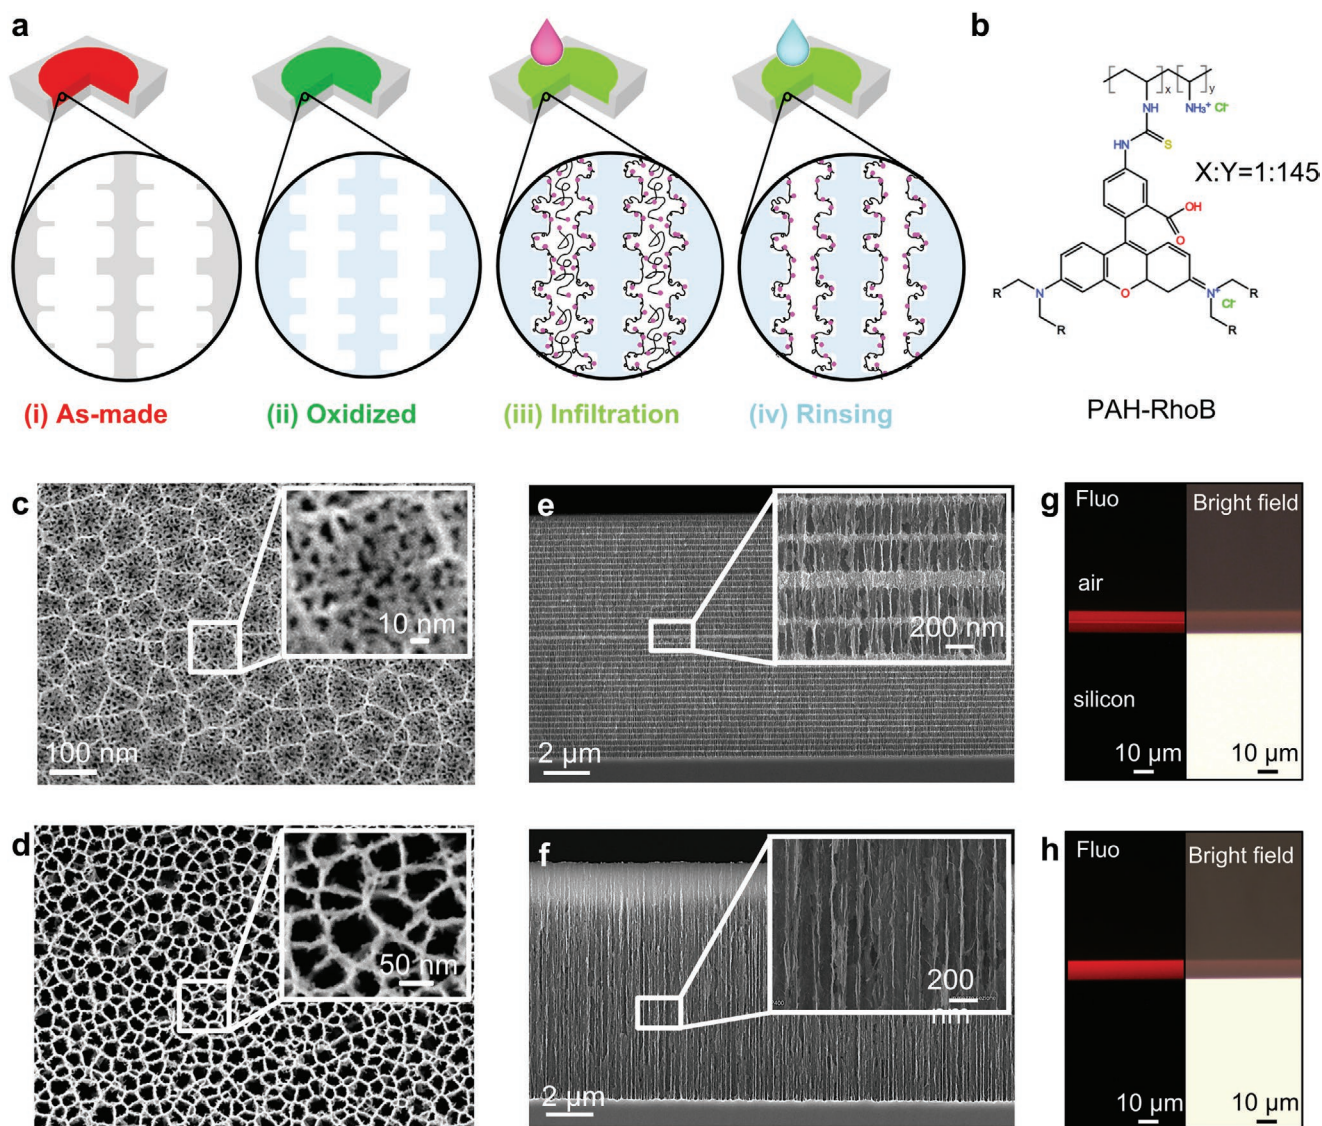 a
b
(i) As-made
(ii) Oxidized
(iii) Infiltration
(iv) Rinsing
x
y
NH
NH₃⁺ Cl⁻
HN
S
X:Y=1:145
OH
O
R
N
O
N⁺
R
Cl⁻
R
R
PAH-RhoB
c
10 nm
100 nm
e
200 nm
2 µm
g
Fluo
Bright field
air
silicon
10 µm
10 µm
d
50 nm
f
200
nm
2 µm
h
Fluo
Bright field
10 µm
10 µm